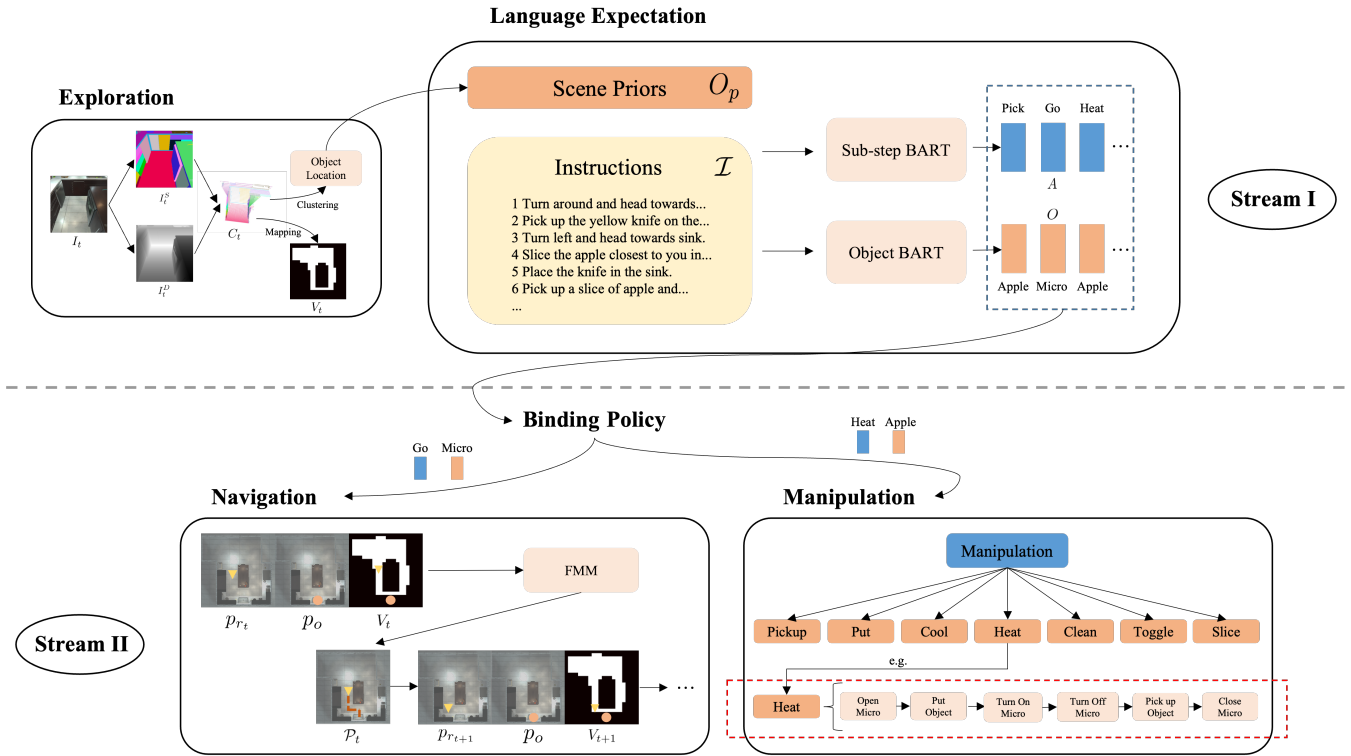 Language Expectation
Exploration
Scene Priors O_p
Object
Location
Clustering
Mapping
I_t
I_t^S
I_t^D
C_t
V_t
Instructions 𝓘
1 Turn around and head towards...
2 Pick up the yellow knife on the...
3 Turn left and head towards sink.
4 Slice the apple closest to you in...
5 Place the knife in the sink.
6 Pick up a slice of apple and...
...
Sub-step BART
Object BART
Pick Go Heat
...
A
O
...
Apple Micro Apple
Stream I
Binding Policy
Go Micro
Heat Apple
Navigation
FMM
p_{r_t} p_o V_t
𝒫_t p_{r_{t+1}} p_o V_{t+1}
...
Stream II
Manipulation
Manipulation
Pickup Put Cool Heat Clean Toggle Slice
e.g.
Heat
Open
Micro
Put
Object
Turn On
Micro
Turn Off
Micro
Pick up
Object
Close
Micro